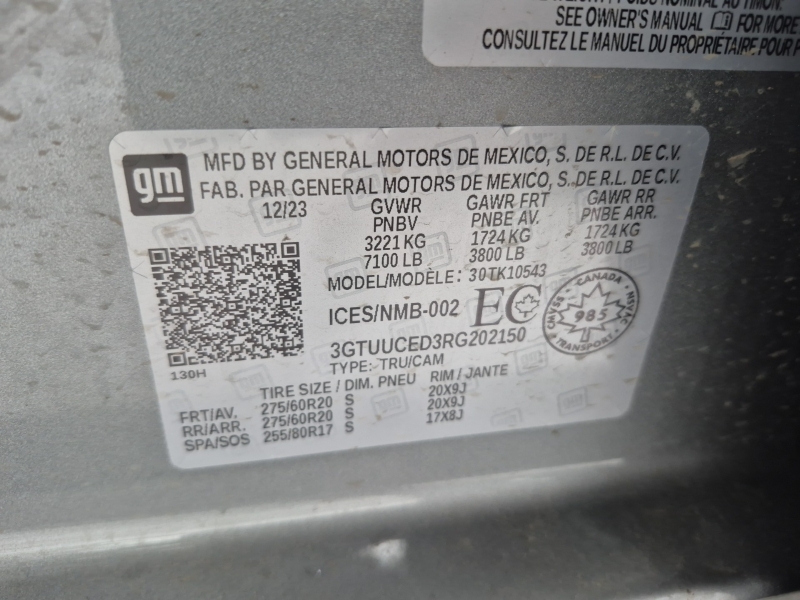 SEE OWNER'S MANUAL FOR MORE
CONSULTEZ LE MANUEL DU PROPRIÉTAIRE POUR
gm
MFD BY GENERAL MOTORS DE MEXICO, S. DE R.L. DE C.V.
FAB. PAR GENERAL MOTORS DE MEXICO, S. DE R.L. DE C.V.
12/23 GVWR GAWR FRT GAWR RR
PNBV PNBE AV. PNBE ARR.
3221 KG 1724 KG 1724 KG
7100 LB 3800 LB 3800 LB
MODEL/MODÈLE: 30TK10543
ICES/NMB-002 EC
CANADA
CMVSS NSVAC
985
TRANSPORT
3GTUUCED3RG202150
130H
TYPE: TRU/CAM
TIRE SIZE / DIM. PNEU RIM / JANTE
FRT/AV. 275/60R20 S 20X9J
RR/ARR. 275/60R20 S 20X9J
SPA/SOS 255/80R17 S 17X8J